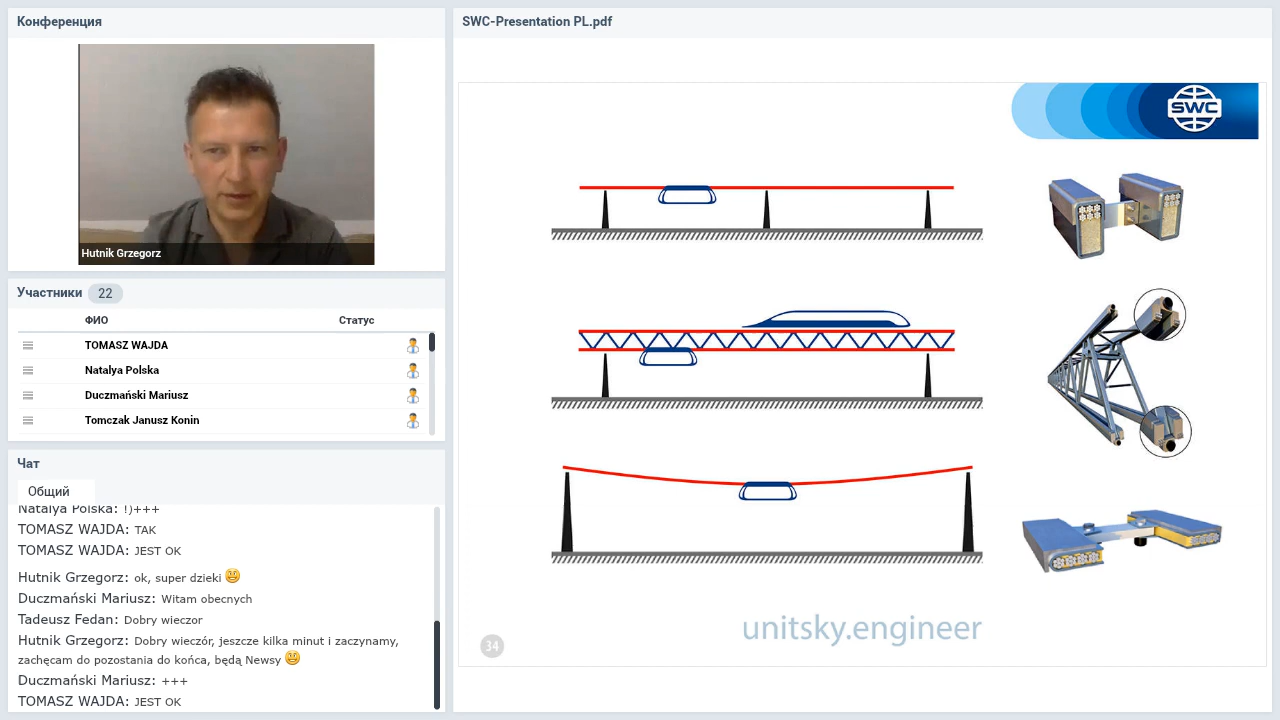 Конференция
Hutnik Grzegorz
Участники 22
ФИО Статус
TOMASZ WAJDA
Natalya Polska
Duczmański Mariusz
Tomczak Janusz Konin
Чат
Общий
Natalya Polska: !)+++
TOMASZ WAJDA: TAK
TOMASZ WAJDA: JEST OK
Hutnik Grzegorz: ok, super dzieki
Duczmański Mariusz: Witam obecnych
Tadeusz Fedan: Dobry wieczor
Hutnik Grzegorz: Dobry wieczór, jeszcze kilka minut i zaczynamy,
zachęcam do pozostania do końca, będą Newsy
Duczmański Mariusz: +++
TOMASZ WAJDA: JEST OK
SWC-Presentation PL.pdf
SWC
unitsky.engineer
34